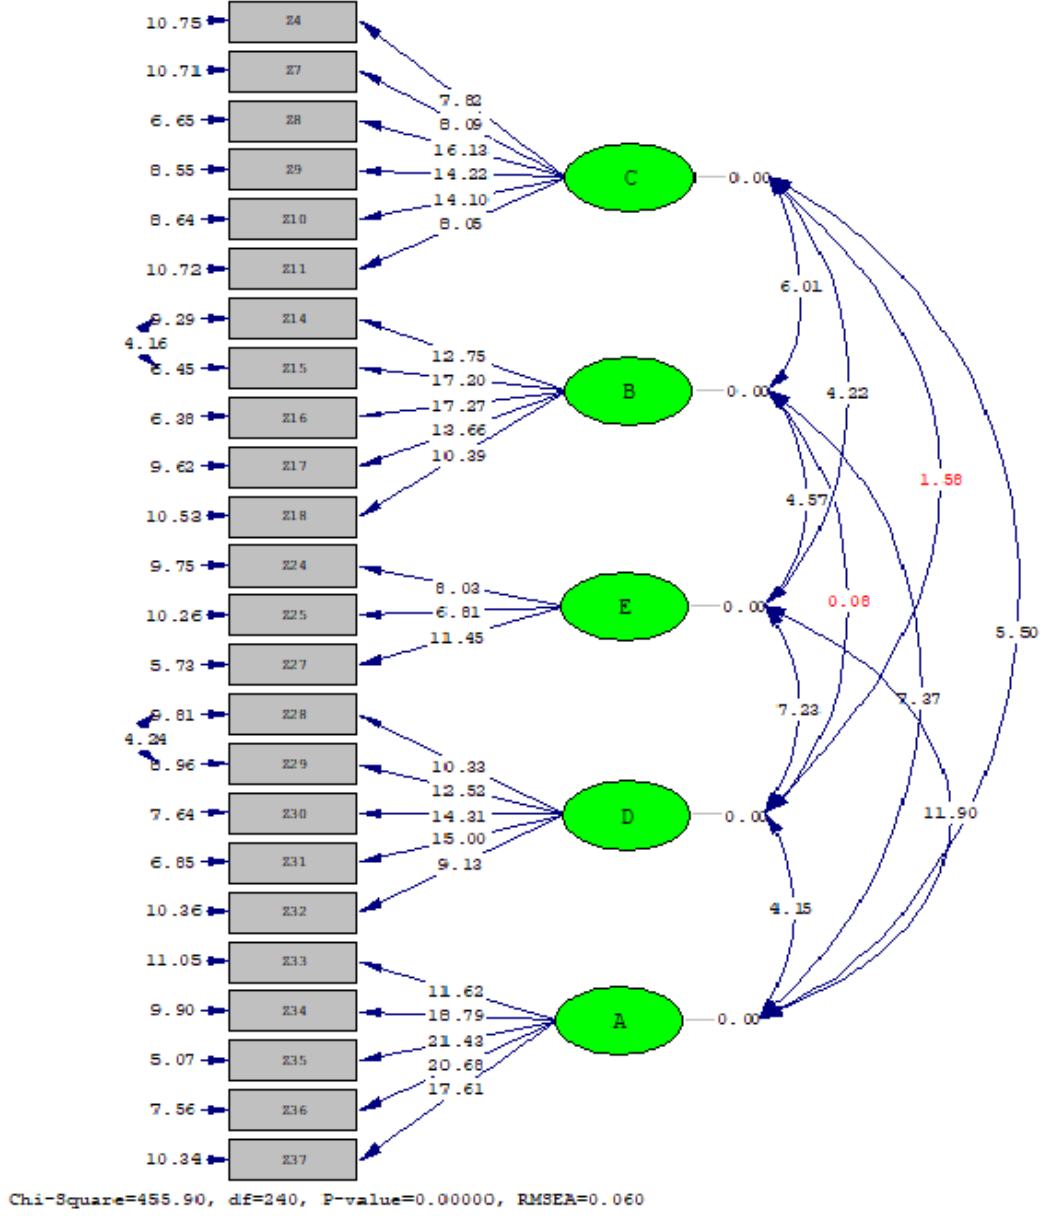 10.75 Z4
10.71 Z7
7.82
6.65 Z8
8.09
16.13
8.55 Z9
14.22
C 0.00
14.10
8.64 Z10
8.05
10.72 Z11
6.01
9.29 Z14
4.16
12.75
6.45 Z15
17.20
B 0.00
4.22
17.27
6.38 Z16
13.66
10.39
9.62 Z17
1.58
4.57
10.53 Z18
9.75 Z24
8.03
0.08
E 0.00
6.81
10.26 Z25
11.45
5.50
5.73 Z27
7.37
7.23
9.81 Z28
4.24
8.96 Z29
10.33
12.52
7.64 Z30
14.31
D 0.00
11.90
15.00
6.85 Z31
9.13
4.15
10.36 Z32
11.05 Z33
11.62
9.90 Z34
18.79
A 0.00
21.43
5.07 Z35
20.68
17.61
7.56 Z36
10.34 Z37
Chi-Square=455.90, df=240, P-value=0.00000, RMSEA=0.060